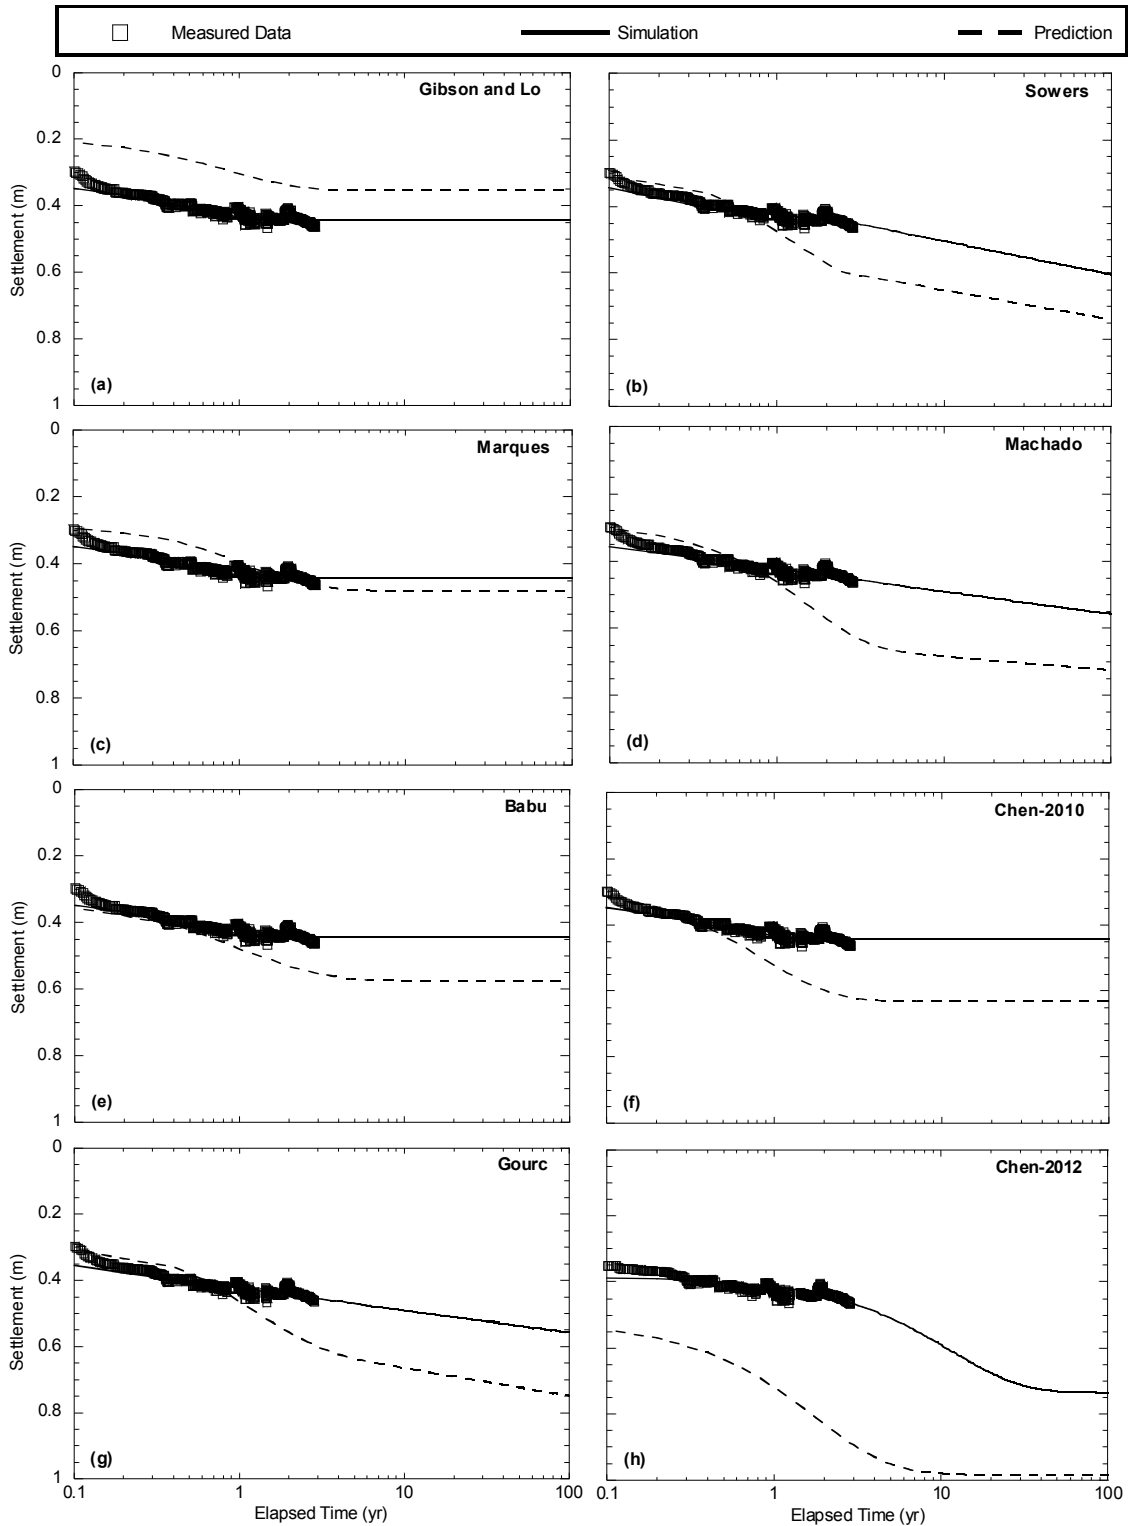 Measured Data Simulation Prediction
0
Gibson and Lo
Sowers
0.2
0.4
Settlement (m)
0.6
0.8
(a)
(b)
1
0
Marques
Machado
0.2
0.4
Settlement (m)
0.6
0.8
(c)
(d)
1
0
Babu
Chen-2010
0.2
0.4
Settlement (m)
0.6
0.8
(e)
(f)
1
0
Gourc
Chen-2012
0.2
0.4
Settlement (m)
0.6
0.8
(g)
(h)
1
0.1 1 10 100
0.1 1 10 100
Elapsed Time (yr)
Elapsed Time (yr)